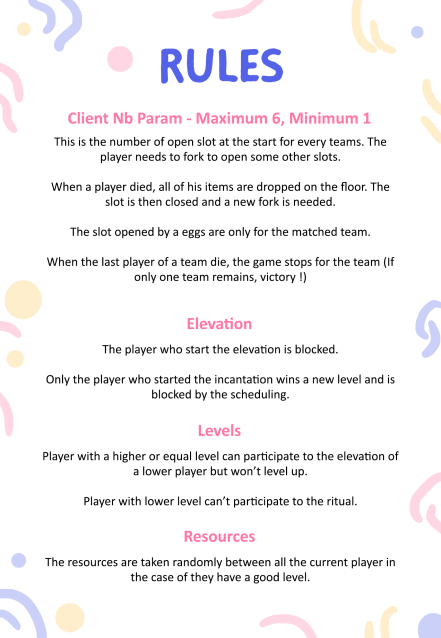 RULES
Client Nb Param - Maximum 6, Minimum 1
This is the number of open slot at the start for every teams. The
player needs to fork to open some other slots.
When a player died, all of his items are dropped on the floor. The
slot is then closed and a new fork is needed.
The slot opened by a eggs are only for the matched team.
When the last player of a team die, the game stops for the team (If
only one team remains, victory !)
Elevation
The player who start the elevation is blocked.
Only the player who started the incantation wins a new level and is
blocked by the scheduling.
Levels
Player with a higher or equal level can participate to the elevation of
a lower player but won’t level up.
Player with lower level can’t participate to the ritual.
Resources
The resources are taken randomly between all the current player in
the case of they have a good level.